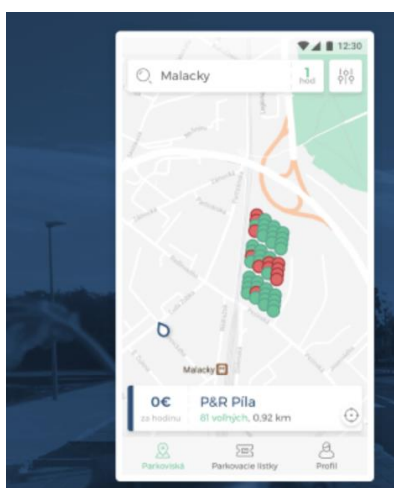 12:30
Malacky
1
hod
Malacky
0€
za hodinu
P&R Píla
81 voľných, 0,92 km
Parkoviská
Parkovacie lístky
Profil